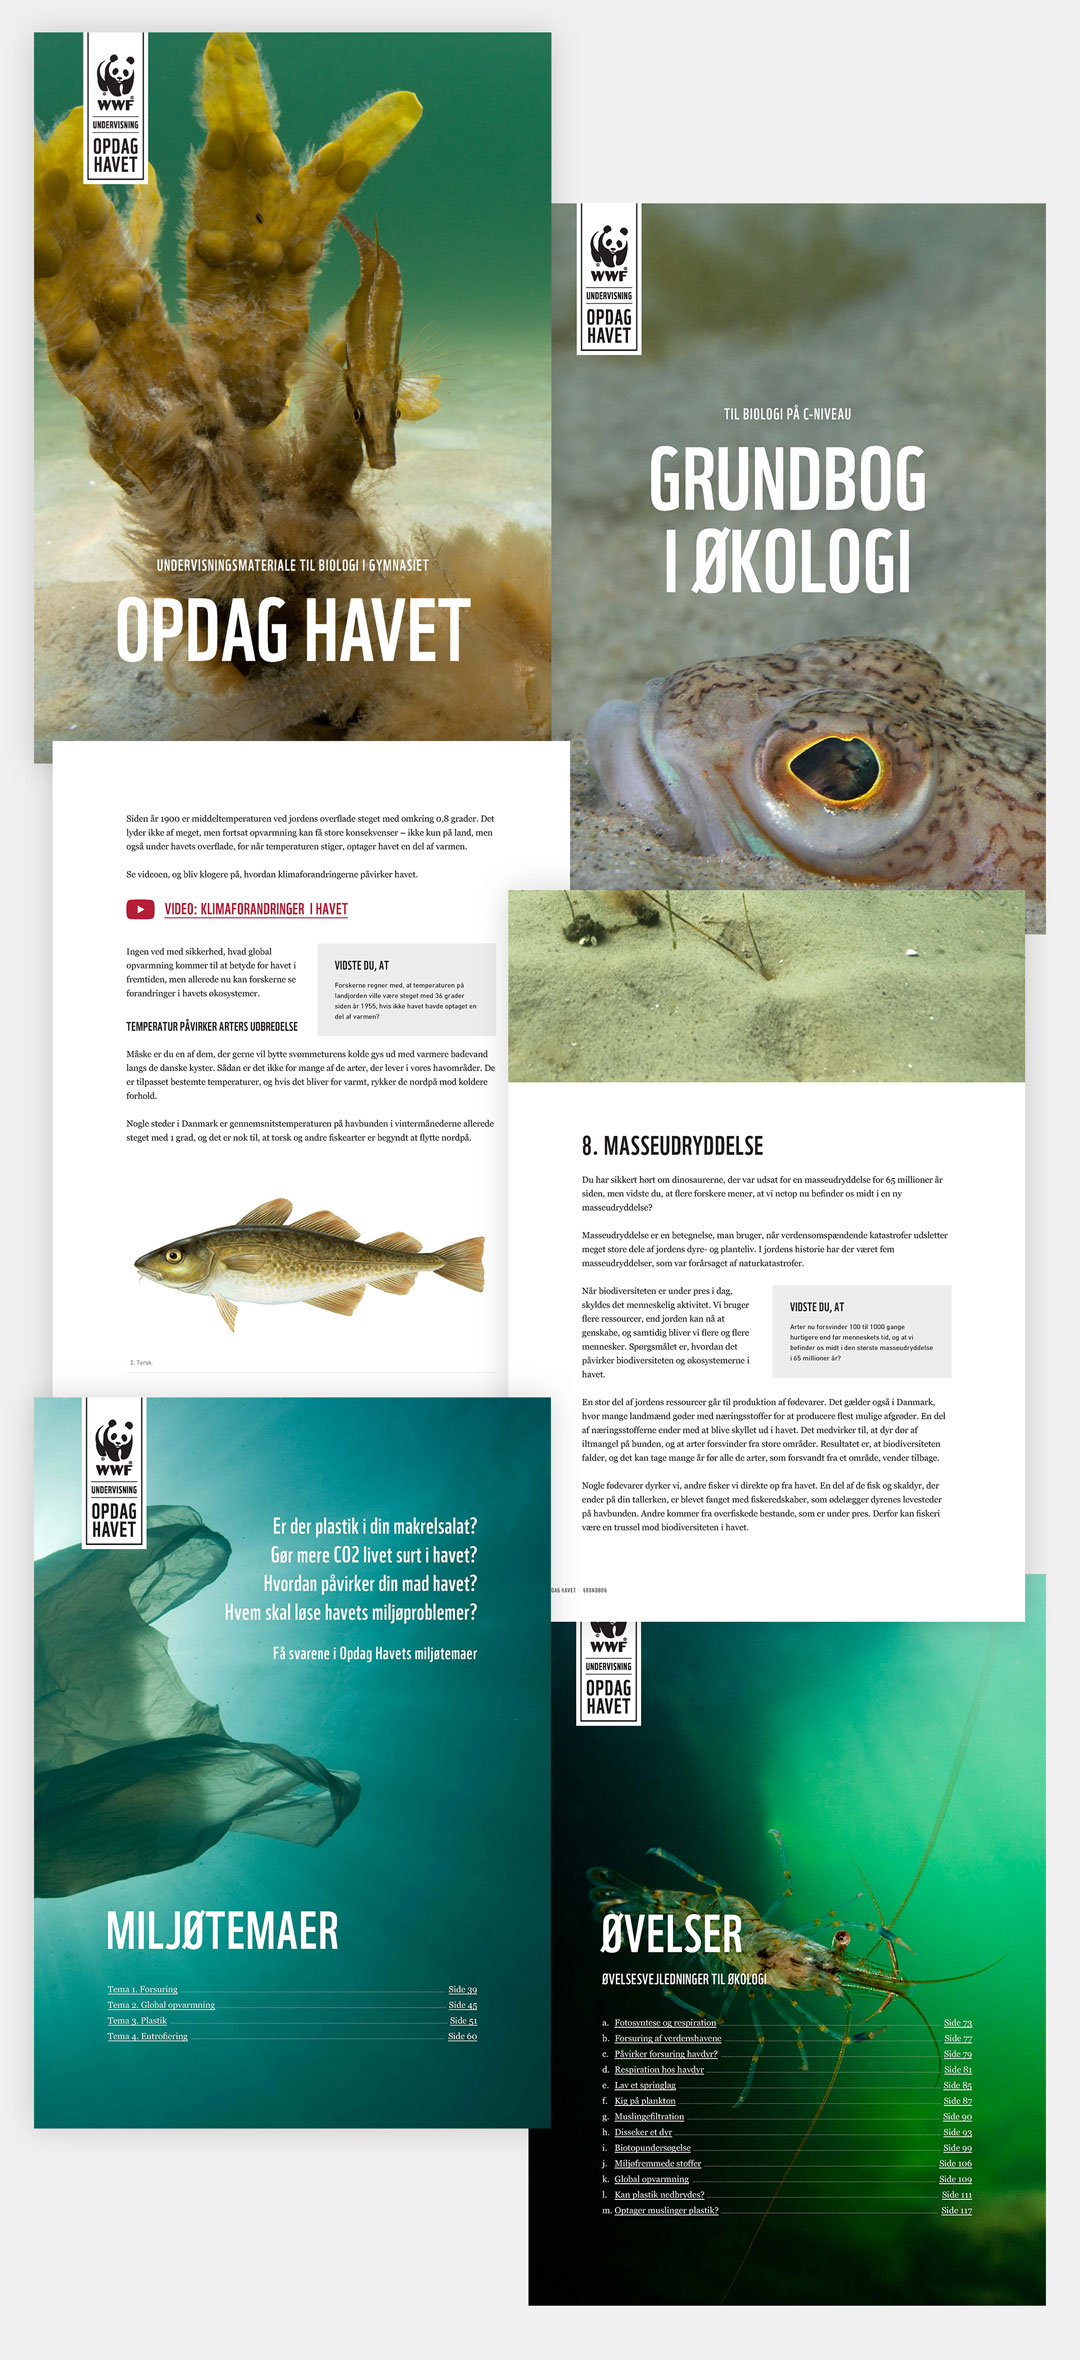 WWF
UNDERVISNING
OPDAG
HAVET
UNDERVISNINGSMATERIALE TIL BIOLOGI I GYMNASIET
OPDAG HAVET
WWF
UNDERVISNING
OPDAG
HAVET
TIL BIOLOGI PÅ C-NIVEAU
GRUNDBOG
I ØKOLOGI
Siden år 1900 er middeltemperaturen ved jordens overflade steget med omkring 0,8 grader. Det
lyder ikke af meget, men fortsat opvarmning kan få store konsekvenser – ikke kun på land, men
også under havets overflade, for når temperaturen stiger, optager havet en del af varmen.
Se videoen, og bliv klogere på, hvordan klimaforandringerne påvirker havet.
VIDEO: KLIMAFORANDRINGER I HAVET
Ingen ved med sikkerhed, hvad global
opvarmning kommer til at betyde for havet i
fremtiden, men allerede nu kan forskerne se
forandringer i havets økosystemer.
VIDSTE DU, AT
Forskerne regner med, at temperaturen på
landjorden ville være steget med 36 grader
siden år 1955, hvis ikke havet havde optaget en
del af varmen?
TEMPERATUR PÅVIRKER ARTERS UDBREDELSE
Måske er du en af dem, der gerne vil bytte svømmeturens kolde gys ud med varmere badevand
langs de danske kyster. Sådan er det ikke for mange af de arter, der lever i vores havområder. De
er tilpasset bestemte temperaturer, og hvis det bliver for varmt, rykker de nordpå mod koldere
forhold.
Nogle steder i Danmark er gennemsnitstemperaturen på havbunden i vintermånederne allerede
steget med 1 grad, og det er nok til, at torsk og andre fiskearter er begyndt at flytte nordpå.
2. Torsk.
8. MASSEUDRYDDELSE
Du har sikkert hørt om dinosaurerne, der var udsat for en masseudryddelse for 65 millioner år
siden, men vidste du, at flere forskere mener, at vi netop nu befinder os midt i en ny
masseudryddelse?
Masseudryddelse er en betegnelse, man bruger, når verdensomspændende katastrofer udsletter
meget store dele af jordens dyre- og planteliv. I jordens historie har der været fem
masseudryddelser, som var forårsaget af naturkatastrofer.
Når biodiversiteten er under pres i dag,
skyldes det menneskelig aktivitet. Vi bruger
flere ressourcer, end jorden kan nå at
genskabe, og samtidig bliver vi flere og flere
mennesker. Spørgsmålet er, hvordan det
påvirker biodiversiteten og økosystemerne i
havet.
VIDSTE DU, AT
Arter nu forsvinder 100 til 1000 gange
hurtigere end før menneskets tid, og at vi
befinder os midt i den største masseudryddelse
i 65 millioner år?
En stor del af jordens ressourcer går til produktion af fødevarer. Det gælder også i Danmark,
hvor mange landmænd gøder med næringsstoffer for at producere flest mulige afgrøder. En del
af næringsstofferne ender med at blive skyllet ud i havet. Det medvirker til, at dyr dør af
iltmangel på bunden, og at arter forsvinder fra store områder. Resultatet er, at biodiversiteten
falder, og det kan tage mange år før alle de arter, som forsvandt fra et område, vender tilbage.
Nogle fødevarer dyrker vi, andre fisker vi direkte op fra havet. En del af de fisk og skaldyr, der
ender på din tallerken, er blevet fanget med fiskeredskaber, som ødelægger dyrenes levesteder
på havbunden. Andre kommer fra overfiskede bestande, som er under pres. Derfor kan fiskeri
være en trussel mod biodiversiteten i havet.
DAG HAVET | GRUNDBOG
WWF
UNDERVISNING
OPDAG
HAVET
Er der plastik i din makrelsalat?
Gør mere CO2 livet surt i havet?
Hvordan påvirker din mad havet?
Hvem skal løse havets miljøproblemer?
Få svarene i Opdag Havets miljøtemaer
MILJØTEMAER
Tema 1. Forsuring Side 39
Tema 2. Global opvarmning Side 45
Tema 3. Plastik Side 51
Tema 4. Eutrofiering Side 60
WWF
UNDERVISNING
OPDAG
HAVET
ØVELSER
ØVELSESVEJLEDNINGER TIL ØKOLOGI
a. Fotosyntese og respiration Side 73
b. Forsuring af verdenshavene Side 77
c. Påvirker forsuring havdyr? Side 79
d. Respiration hos havdyr Side 81
e. Lav et springlag Side 85
f. Kig på plankton Side 87
g. Muslingefiltration Side 90
h. Disseker et dyr Side 93
i. Biotopundersøgelse Side 99
j. Miljøfremmede stoffer Side 106
k. Global opvarmning Side 109
l. Kan plastik nedbrydes? Side 111
m. Optager muslinger plastik? Side 117